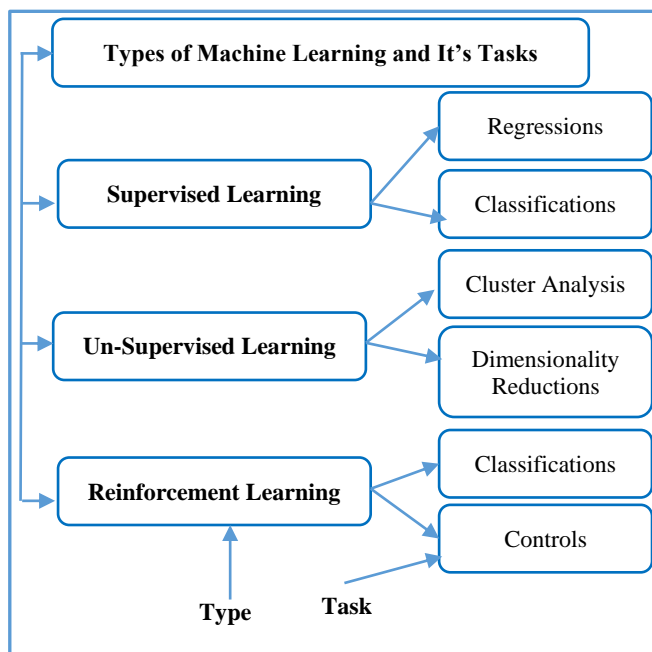 Types of Machine Learning and It's Tasks
Regressions
Supervised Learning
Classifications
Cluster Analysis
Un-Supervised Learning
Dimensionality
Reductions
Classifications
Reinforcement Learning
Controls
Type
Task